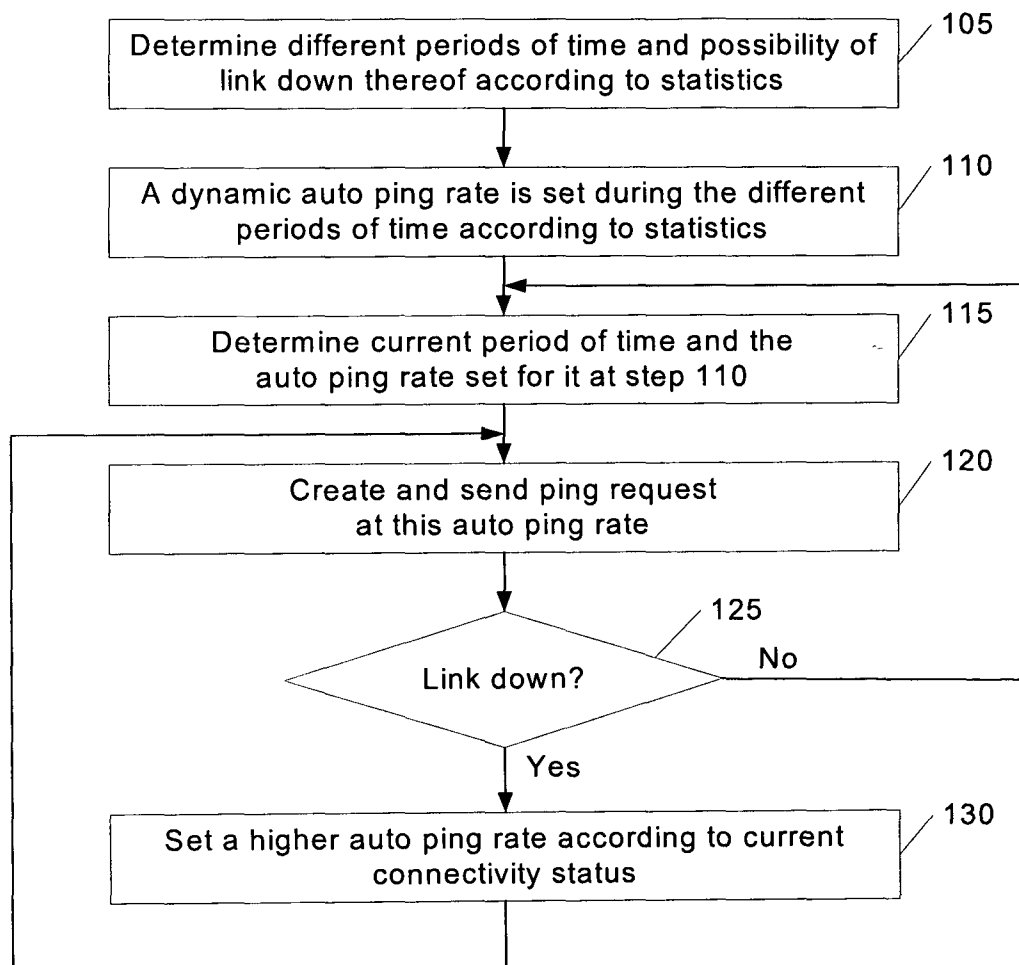 105
Determine different periods of time and possibility of
link down thereof according to statistics
110
A dynamic auto ping rate is set during the different
periods of time according to statistics
115
Determine current period of time and the
auto ping rate set for it at step 110
120
Create and send ping request
at this auto ping rate
125
Link down?
No
Yes
130
Set a higher auto ping rate according to current
connectivity status